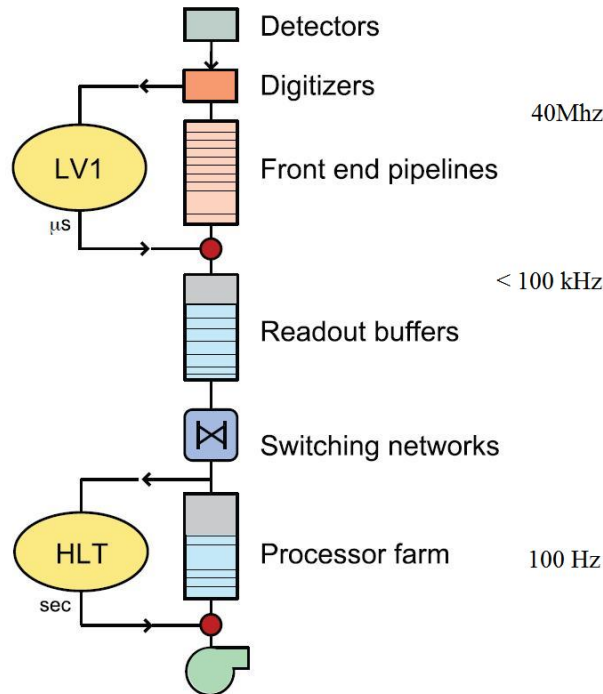 Detectors
Digitizers
40Mhz
LV1
Front end pipelines
μs
< 100 kHz
Readout buffers
Switching networks
HLT
Processor farm
100 Hz
sec